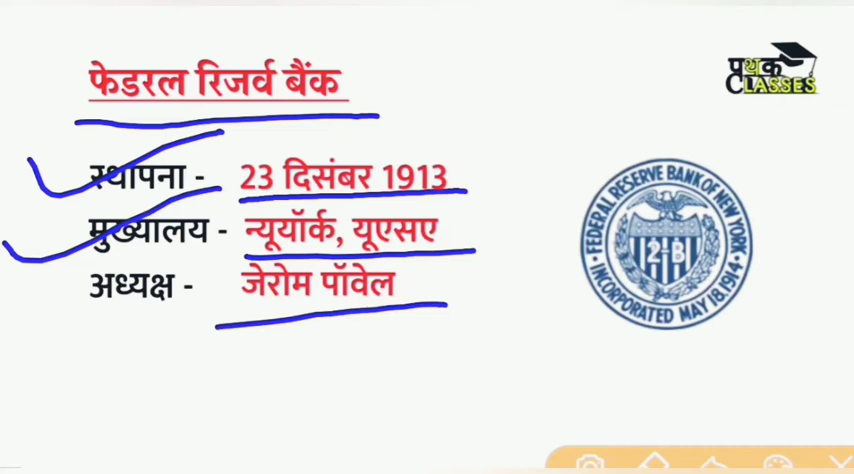 फेडरल रिजर्व बैंक
पृथक
CLASSES
स्थापना - 23 दिसंबर 1913
मुख्यालय - न्यूयॉर्क, यूएसए
अध्यक्ष - जेरोम पॉवेल
FEDERAL RESERVE BANK OF NEW YORK
2-B
INCORPORATED MAY 18, 1914